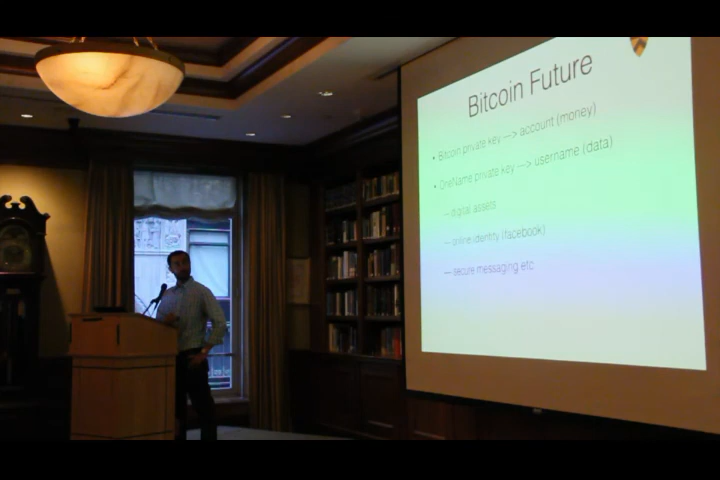 Bitcoin Future
• Bitcoin private key —> account (money)
• OneName private key —> username (data)
— digital assets
— online identity (facebook)
— secure messaging etc